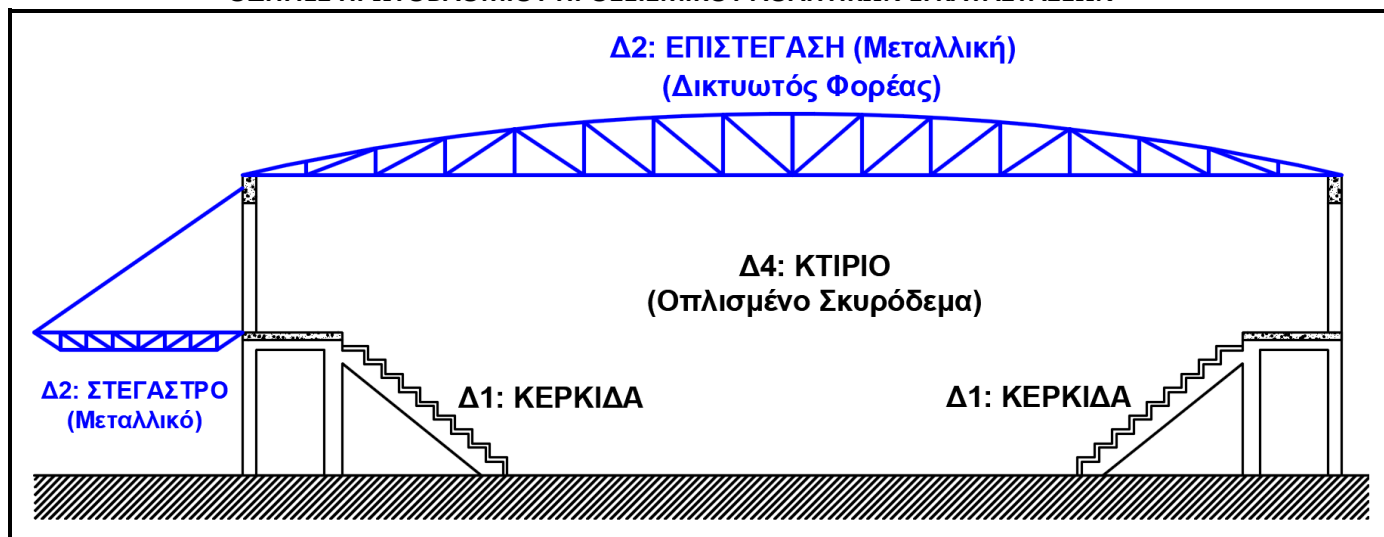 Δ2: ΕΠΙΣΤΕΓΑΣΗ (Μεταλλική)
(Δικτυωτός Φορέας)
Δ4: ΚΤΙΡΙΟ
(Οπλισμένο Σκυρόδεμα)
Δ2: ΣΤΕΓΑΣΤΡΟ
(Μεταλλικό)
Δ1: ΚΕΡΚΙΔΑ
Δ1: ΚΕΡΚΙΔΑ